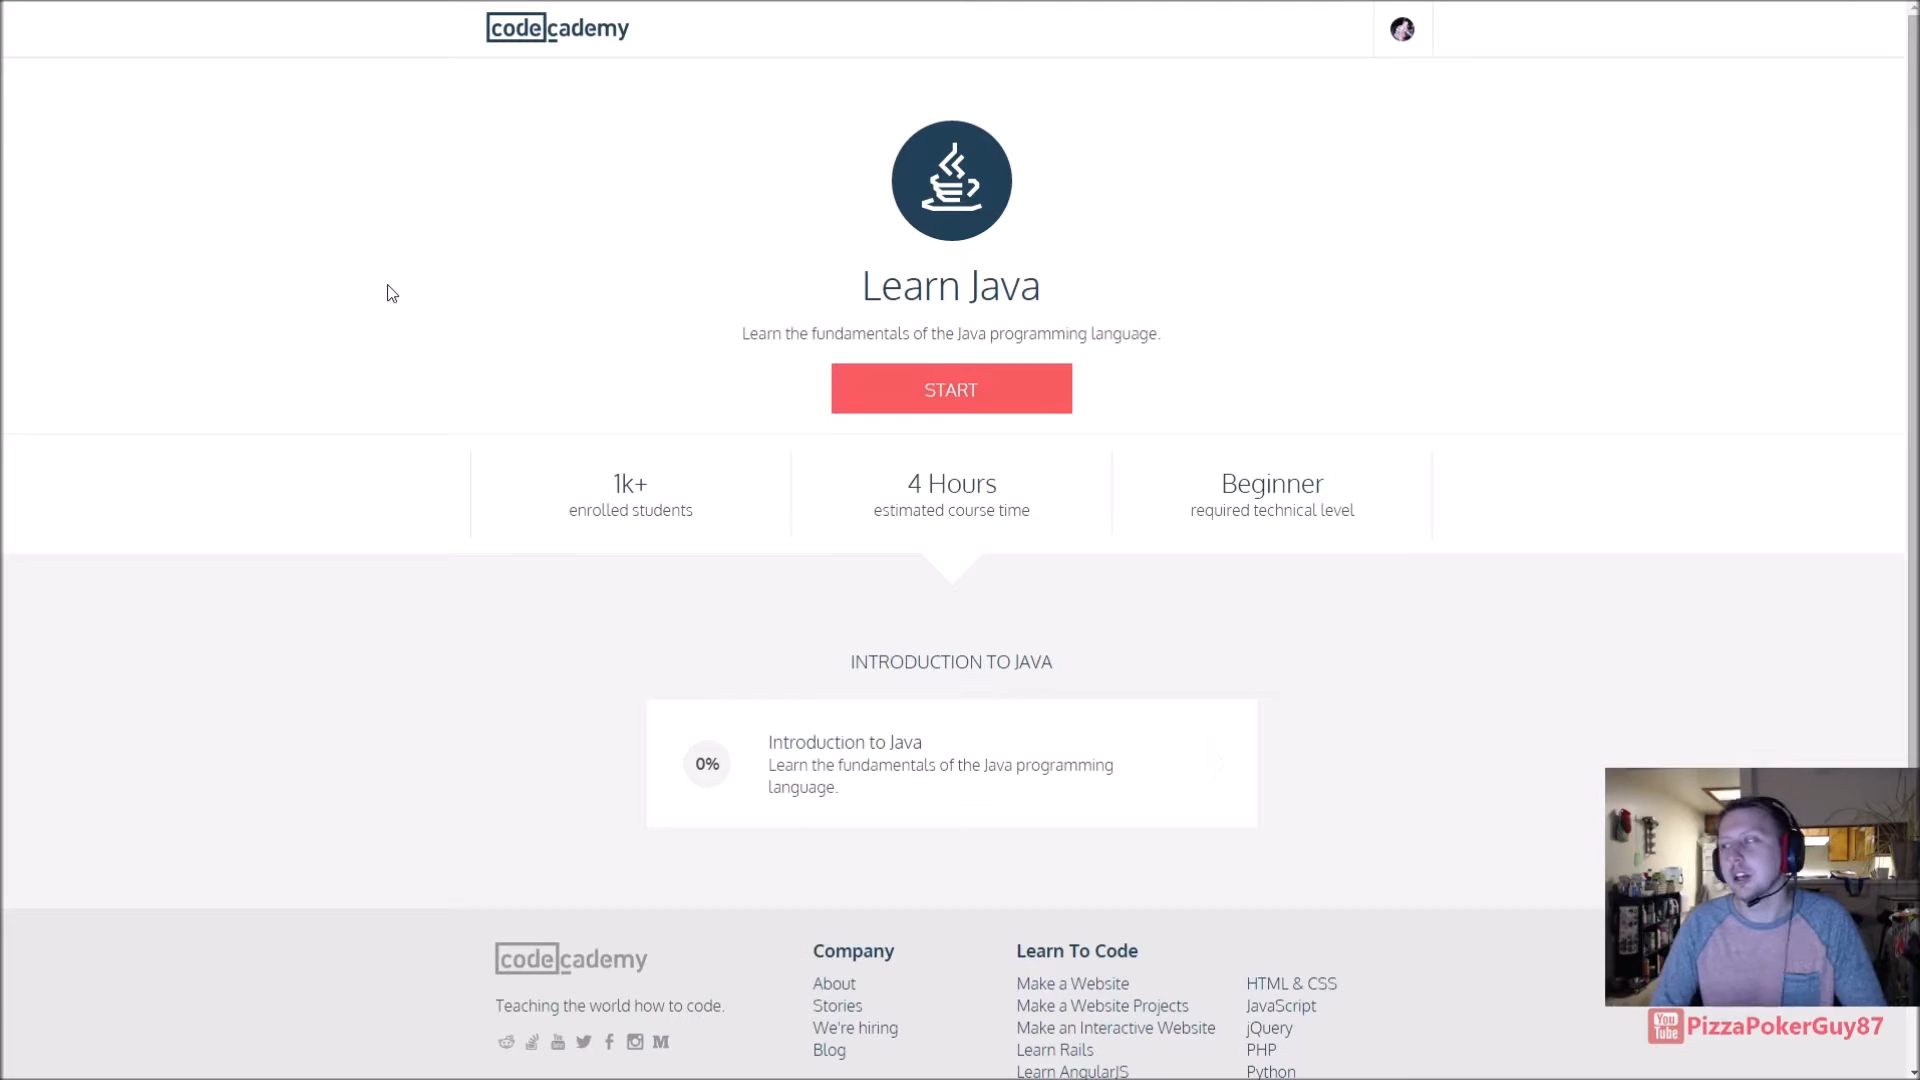 codecademy
Learn Java
Learn the fundamentals of the Java programming language.
START
1k+
enrolled students
4 Hours
estimated course time
Beginner
required technical level
INTRODUCTION TO JAVA
0%
Introduction to Java
Learn the fundamentals of the Java programming
language.
codecademy
Teaching the world how to code.
Company
About
Stories
We're hiring
Blog
Learn To Code
Make a Website
Make a Website Projects
Make an Interactive Website
Learn Rails
Learn AngularJS
HTML & CSS
JavaScript
jQuery
PHP
Python
You Tube PizzaPokerGuy87